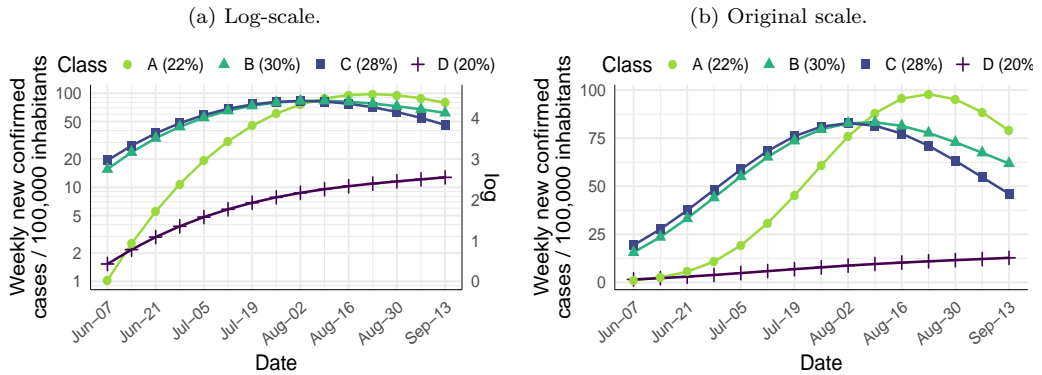 (a) Log-scale.
Class A (22%) B (30%) C (28%) D (20%)
Weekly new confirmed
cases / 100,000 inhabitants
100
50
20
10
5
2
1
4
3
2
1
0
log
Jun−07
Jun−21
Jul−05
Jul−19
Aug−02
Aug−16
Aug−30
Sep−13
Date
(b) Original scale.
Class A (22%) B (30%) C (28%) D (20%)
Weekly new confirmed
cases / 100,000 inhabitants
100
75
50
25
0
Jun−07
Jun−21
Jul−05
Jul−19
Aug−02
Aug−16
Aug−30
Sep−13
Date